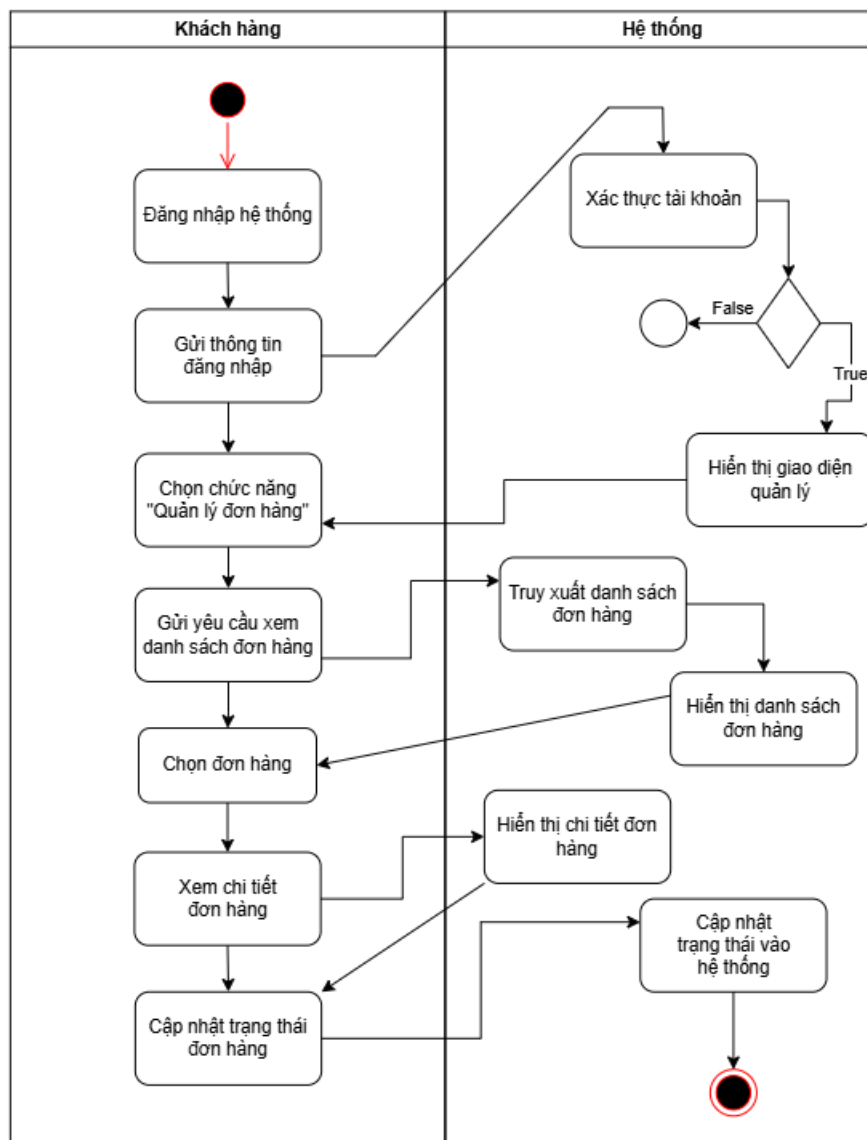 Khách hàng
Hệ thống
Đăng nhập hệ thống
Xác thực tài khoản
Gửi thông tin
đăng nhập
False
True
Chọn chức năng
"Quản lý đơn hàng"
Hiển thị giao diện
quản lý
Gửi yêu cầu xem
danh sách đơn hàng
Truy xuất danh sách
đơn hàng
Hiển thị danh sách
đơn hàng
Chọn đơn hàng
Hiển thị chi tiết đơn
hàng
Xem chi tiết
đơn hàng
Cập nhật
trạng thái vào
hệ thống
Cập nhật trạng thái
đơn hàng